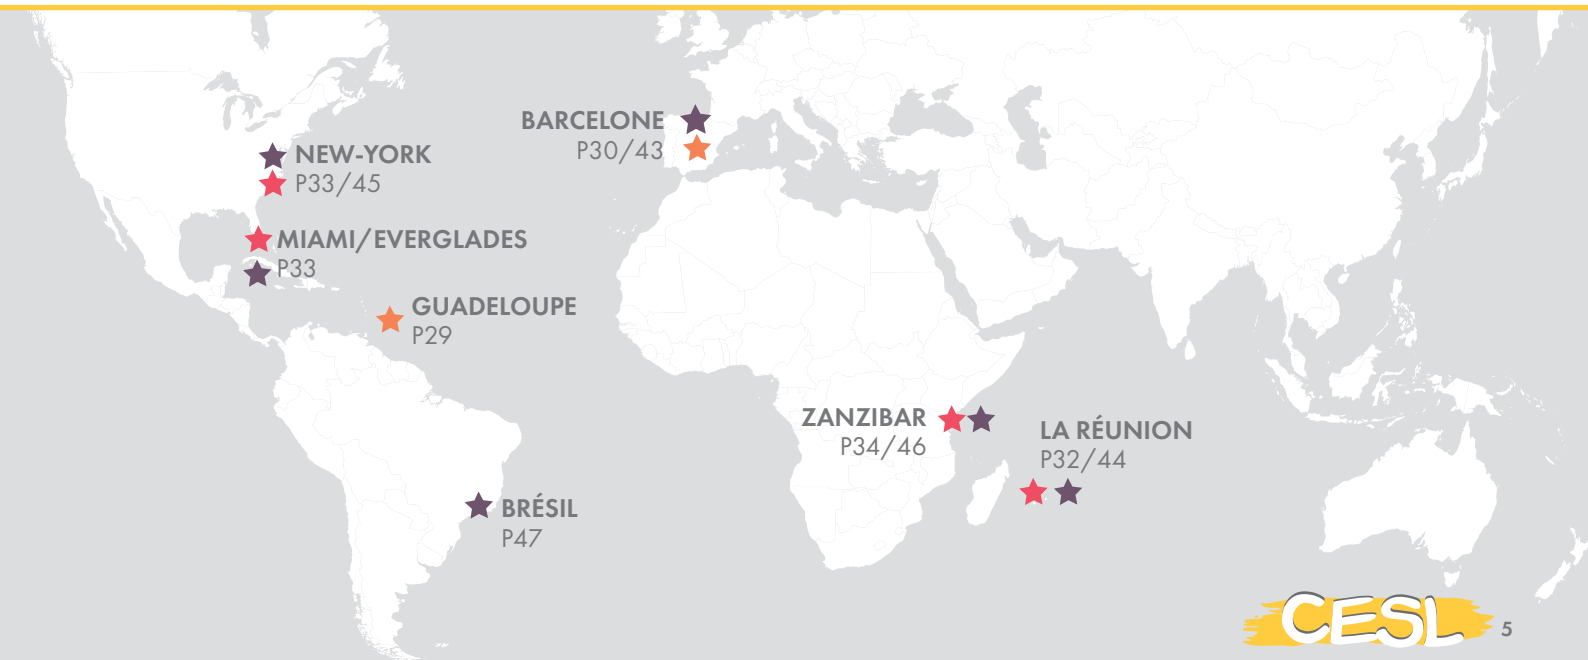 BARCELONE
P30/43
NEW-YORK
P33/45
MIAMI/EVERGLADES
P33
GUADELOUPE
P29
ZANZIBAR
P34/46
LA RÉUNION
P32/44
BRÉSIL
P47
CESL
5